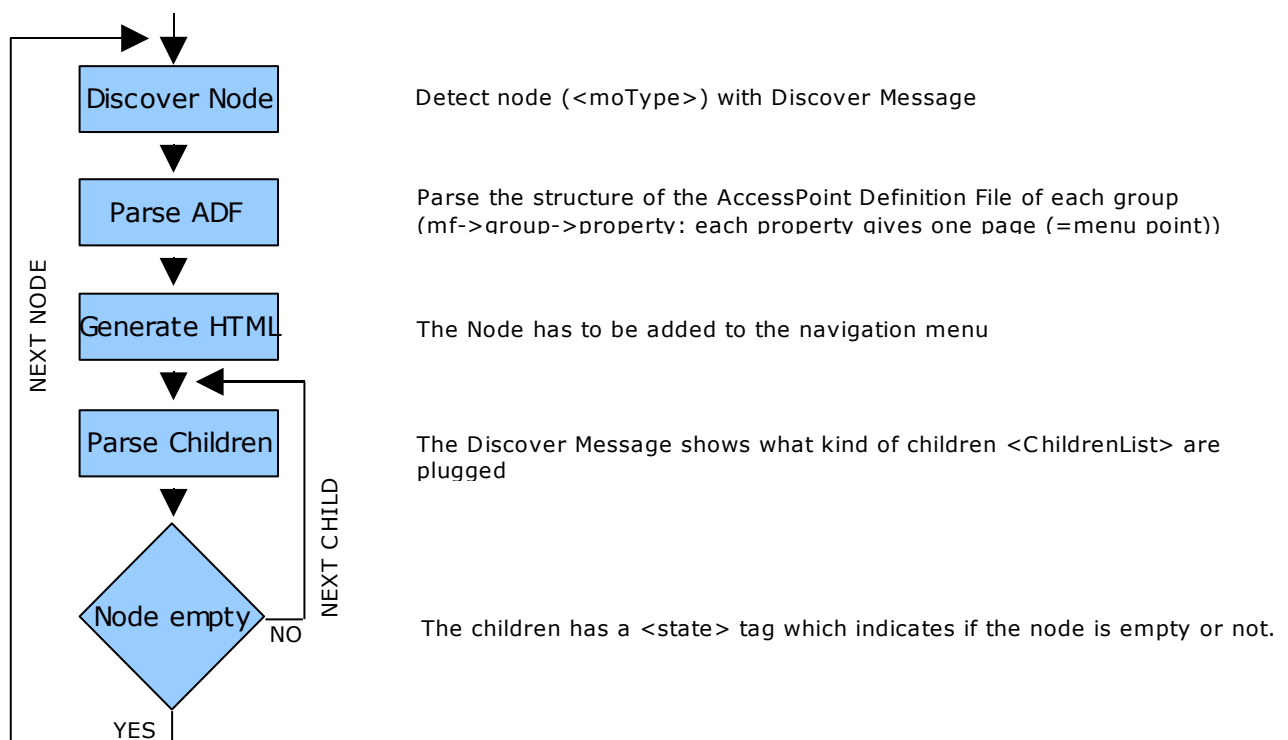 Discover Node
Detect node (<moType>) with Discover Message
Parse ADF
Parse the structure of the AccessPoint Definition File of each group
(mf->group->property: each property gives one page (=menu point))
NEXT NODE
Generate HTML
The Node has to be added to the navigation menu
Parse Children
The Discover Message shows what kind of children <ChildrenList> are
plugged
NEXT CHILD
Node empty
NO
The children has a <state> tag which indicates if the node is empty or not.
YES